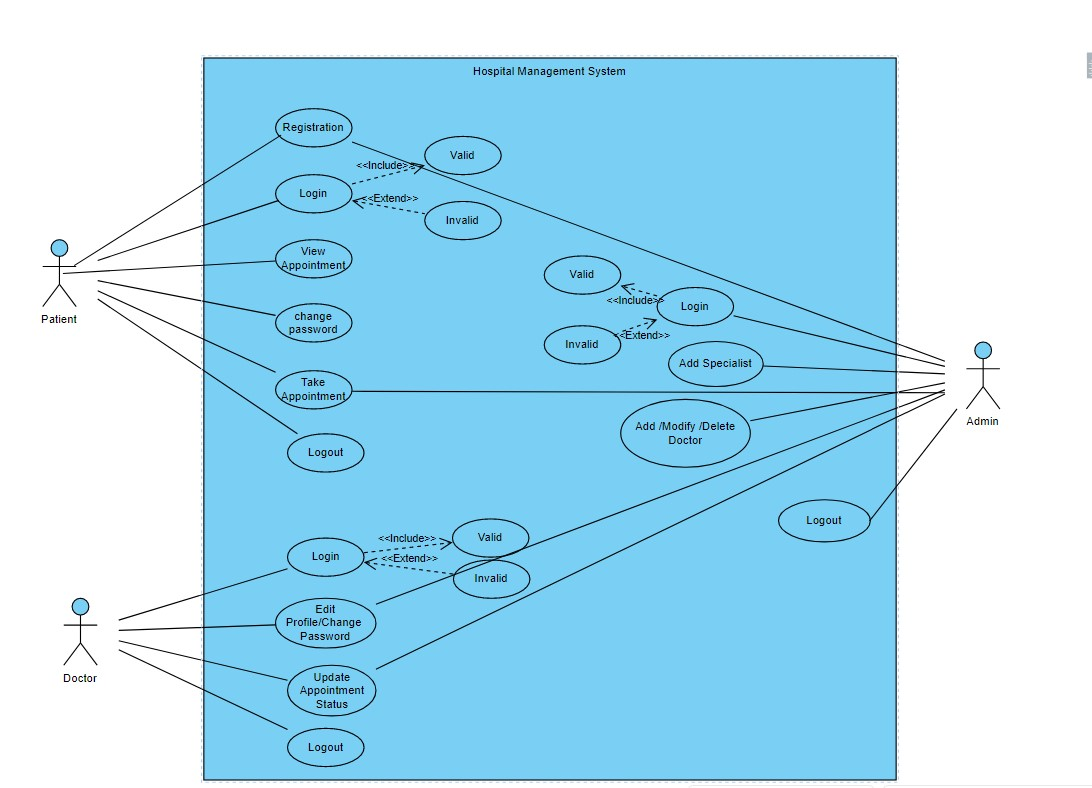 Hospital Management System
Registration
<<Include>>
Valid
Login
<<Extend>>
Invalid
View
Appointment
change
password
Take
Appointment
Logout
Patient
Valid
<<Include>>
Login
Invalid
<<Extend>>
Add Specialist
Add /Modify /Delete
Doctor
Logout
Admin
Login
<<Include>>
Valid
<<Extend>>
Invalid
Edit
Profile/Change
Password
Update
Appointment
Status
Logout
Doctor